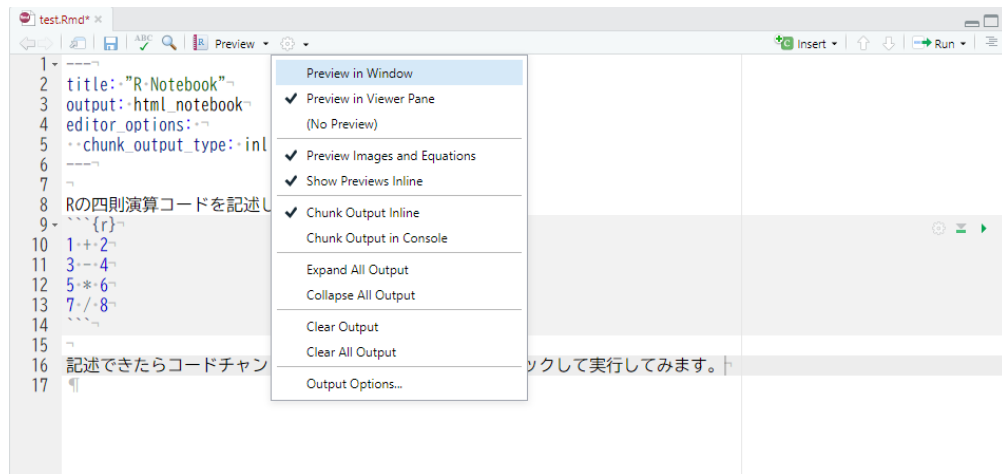 test.Rmd*
ABC Preview Insert Run
Preview in Window
Preview in Viewer Pane
(No Preview)
Preview Images and Equations
Show Previews Inline
Chunk Output Inline
Chunk Output in Console
Expand All Output
Collapse All Output
Clear Output
Clear All Output
Output Options...
1 ---
2 title: "R Notebook"
3 output: html_notebook
4 editor_options:
5 chunk_output_type: inl
6 ---
7
8 Rの四則演算コードを記述し
9 ```{r}
10 1 + 2
11 3 - 4
12 5 * 6
13 7 / 8
14 ```
15
16 記述できたらコードチャン ックして実行してみます。
17